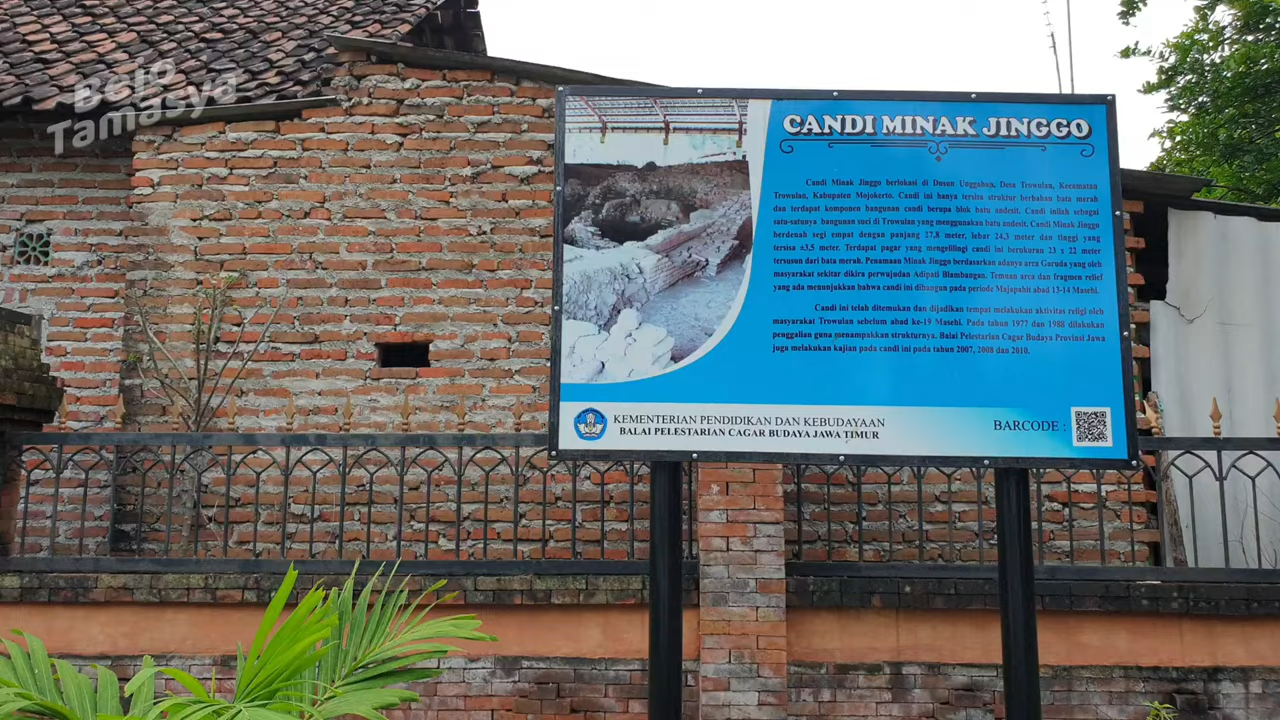 Belo
Tamasya
CANDI MINAK JINGGO
Candi Minak Jinggo berlokasi di Dusun Unggahan, Desa Trowulan, Kecamatan
Trowulan, Kabupaten Mojokerto. Candi ini hanya tersisa struktur berbahan bata merah
dan terdapat komponen bangunan candi berupa blok batu andesit. Candi inilah sebagai
satu-satunya bangunan suci di Trowulan yang menggunakan batu andesit. Candi Minak Jinggo
berdenah segi empat dengan panjang 27,8 meter, lebar 24,3 meter dan tinggi yang
tersisa ±3,5 meter. Terdapat pagar yang mengelilingi candi ini berukuran 23 x 22 meter
tersusun dari bata merah. Penamaan Minak Jinggo berdasarkan adanya arca Garuda yang oleh
masyarakat sekitar dikira perwujudan Adipati Blambangan. Temuan arca dan fragmen relief
yang ada menunjukkan bahwa candi ini dibangun pada periode Majapahit abad 13-14 Masehi.
Candi ini telah ditemukan dan dijadikan tempat melakukan aktivitas religi oleh
masyarakat Trowulan sebelum abad ke-19 Masehi. Pada tahun 1977 dan 1988 dilakukan
penggalian guna menampakkan strukturnya. Balai Pelestarian Cagar Budaya Provinsi Jawa
juga melakukan kajian pada candi ini pada tahun 2007, 2008 dan 2010.
KEMENTERIAN PENDIDIKAN DAN KEBUDAYAAN
BALAI PELESTARIAN CAGAR BUDAYA JAWA TIMUR
BARCODE :